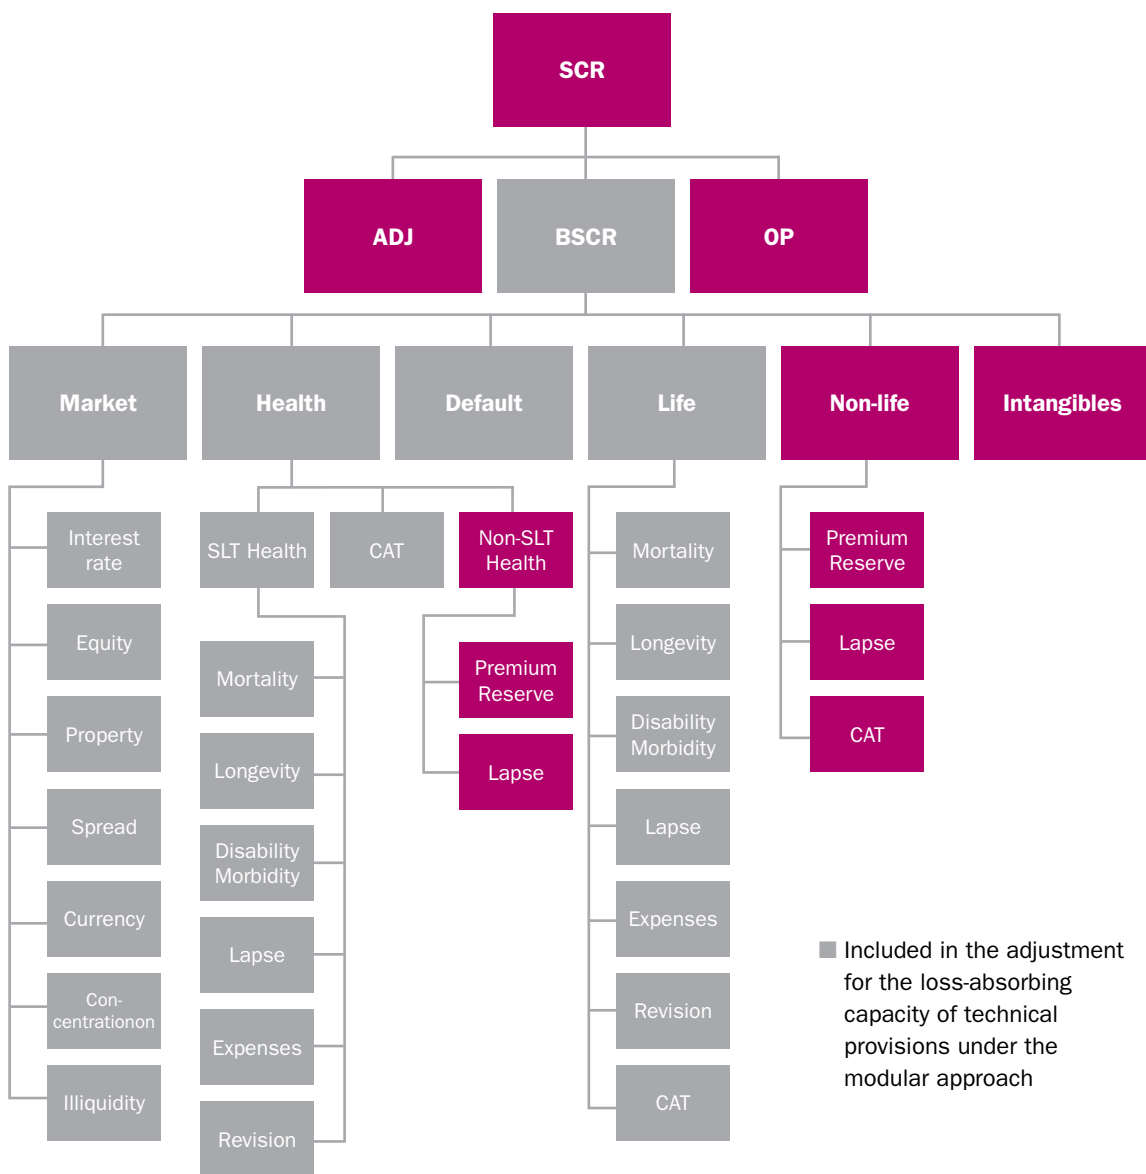 SCR
ADJ
BSCR
OP
Market
Health
Default
Life
Non-life
Intangibles
Interest
rate
Equity
Property
Spread
Currency
Con-
centrationon
Illiquidity
SLT Health
CAT
Non-SLT
Health
Mortality
Longevity
Disability
Morbidity
Lapse
Expenses
Revision
Premium
Reserve
Lapse
Mortality
Longevity
Disability
Morbidity
Lapse
Expenses
Revision
CAT
Premium
Reserve
Lapse
CAT
Included in the adjustment
for the loss-absorbing
capacity of technical
provisions under the
modular approach